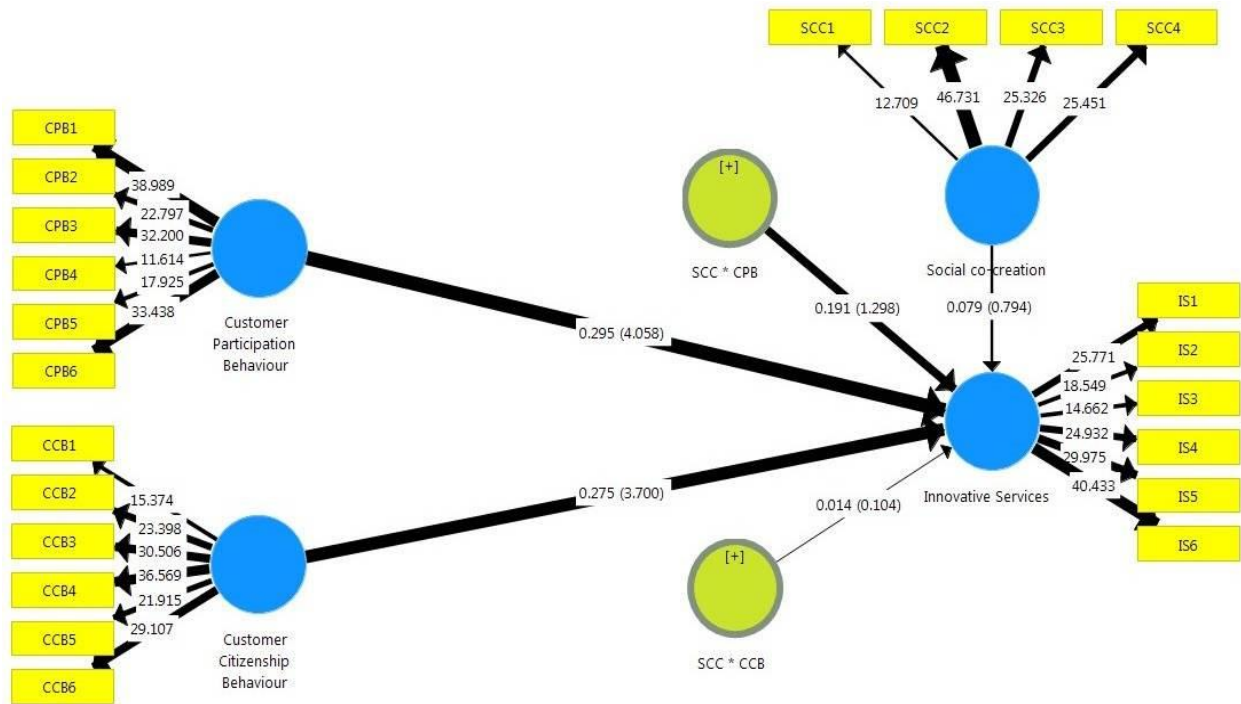 SCC1
SCC2
SCC3
SCC4
12.709
46.731
25.326
25.451
CPB1
CPB2
CPB3
CPB4
CPB5
CPB6
38.989
22.797
32.200
11.614
17.925
33.438
Customer
Participation
Behaviour
[+]
SCC * CPB
Social co-creation
0.191 (1.298)
0.079 (0.794)
0.295 (4.058)
IS1
IS2
IS3
IS4
IS5
IS6
25.771
18.549
14.662
24.932
29.975
40.433
Innovative Services
CCB1
CCB2
CCB3
CCB4
CCB5
CCB6
15.374
23.398
30.506
36.569
21.915
29.107
Customer
Citizenship
Behaviour
0.275 (3.700)
0.014 (0.104)
[+]
SCC * CCB